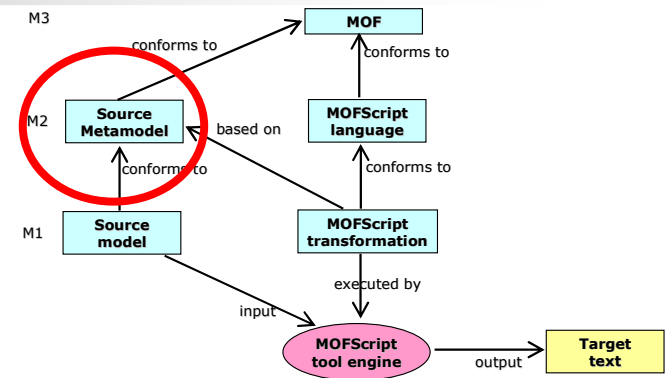 M3
MOF
conforms to
conforms to
M2
Source
Metamodel
based on
MOFScript
language
conforms to
conforms to
M1
Source
model
MOFScript
transformation
executed by
input
MOFScript
tool engine
output
Target
text